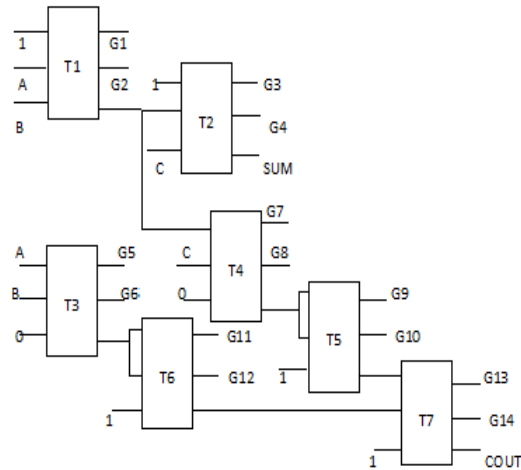 1 G1
T1
A G2
B
1 G3
T2 G4
C SUM
G7
C T4 G8
0
A G5
B T3 G6
0
G9
T5 G10
1
G11
T6 G12
1
G13
T7 G14
1 COUT